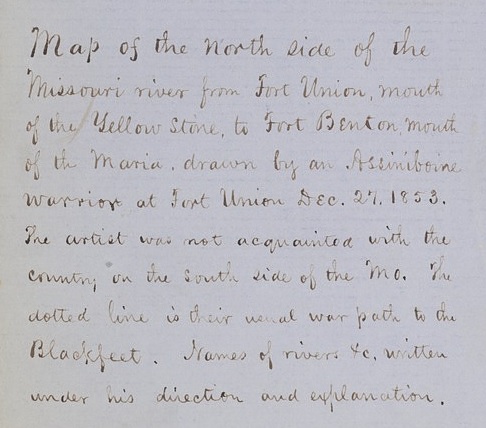 Map of the North side of the
Missouri river from Fort Union, mouth
of the Yellow Stone, to Fort Benton, mouth
of th Maria, drawn by an Assiniboine
warrior at Fort Union Dec. 27. 1853.
The artist was not acquainted with the
country on the South side of the Mo. The
dotted line is their usual war path to the
Blackfeet. Names of rivers &c. written
under his direction and explanation.